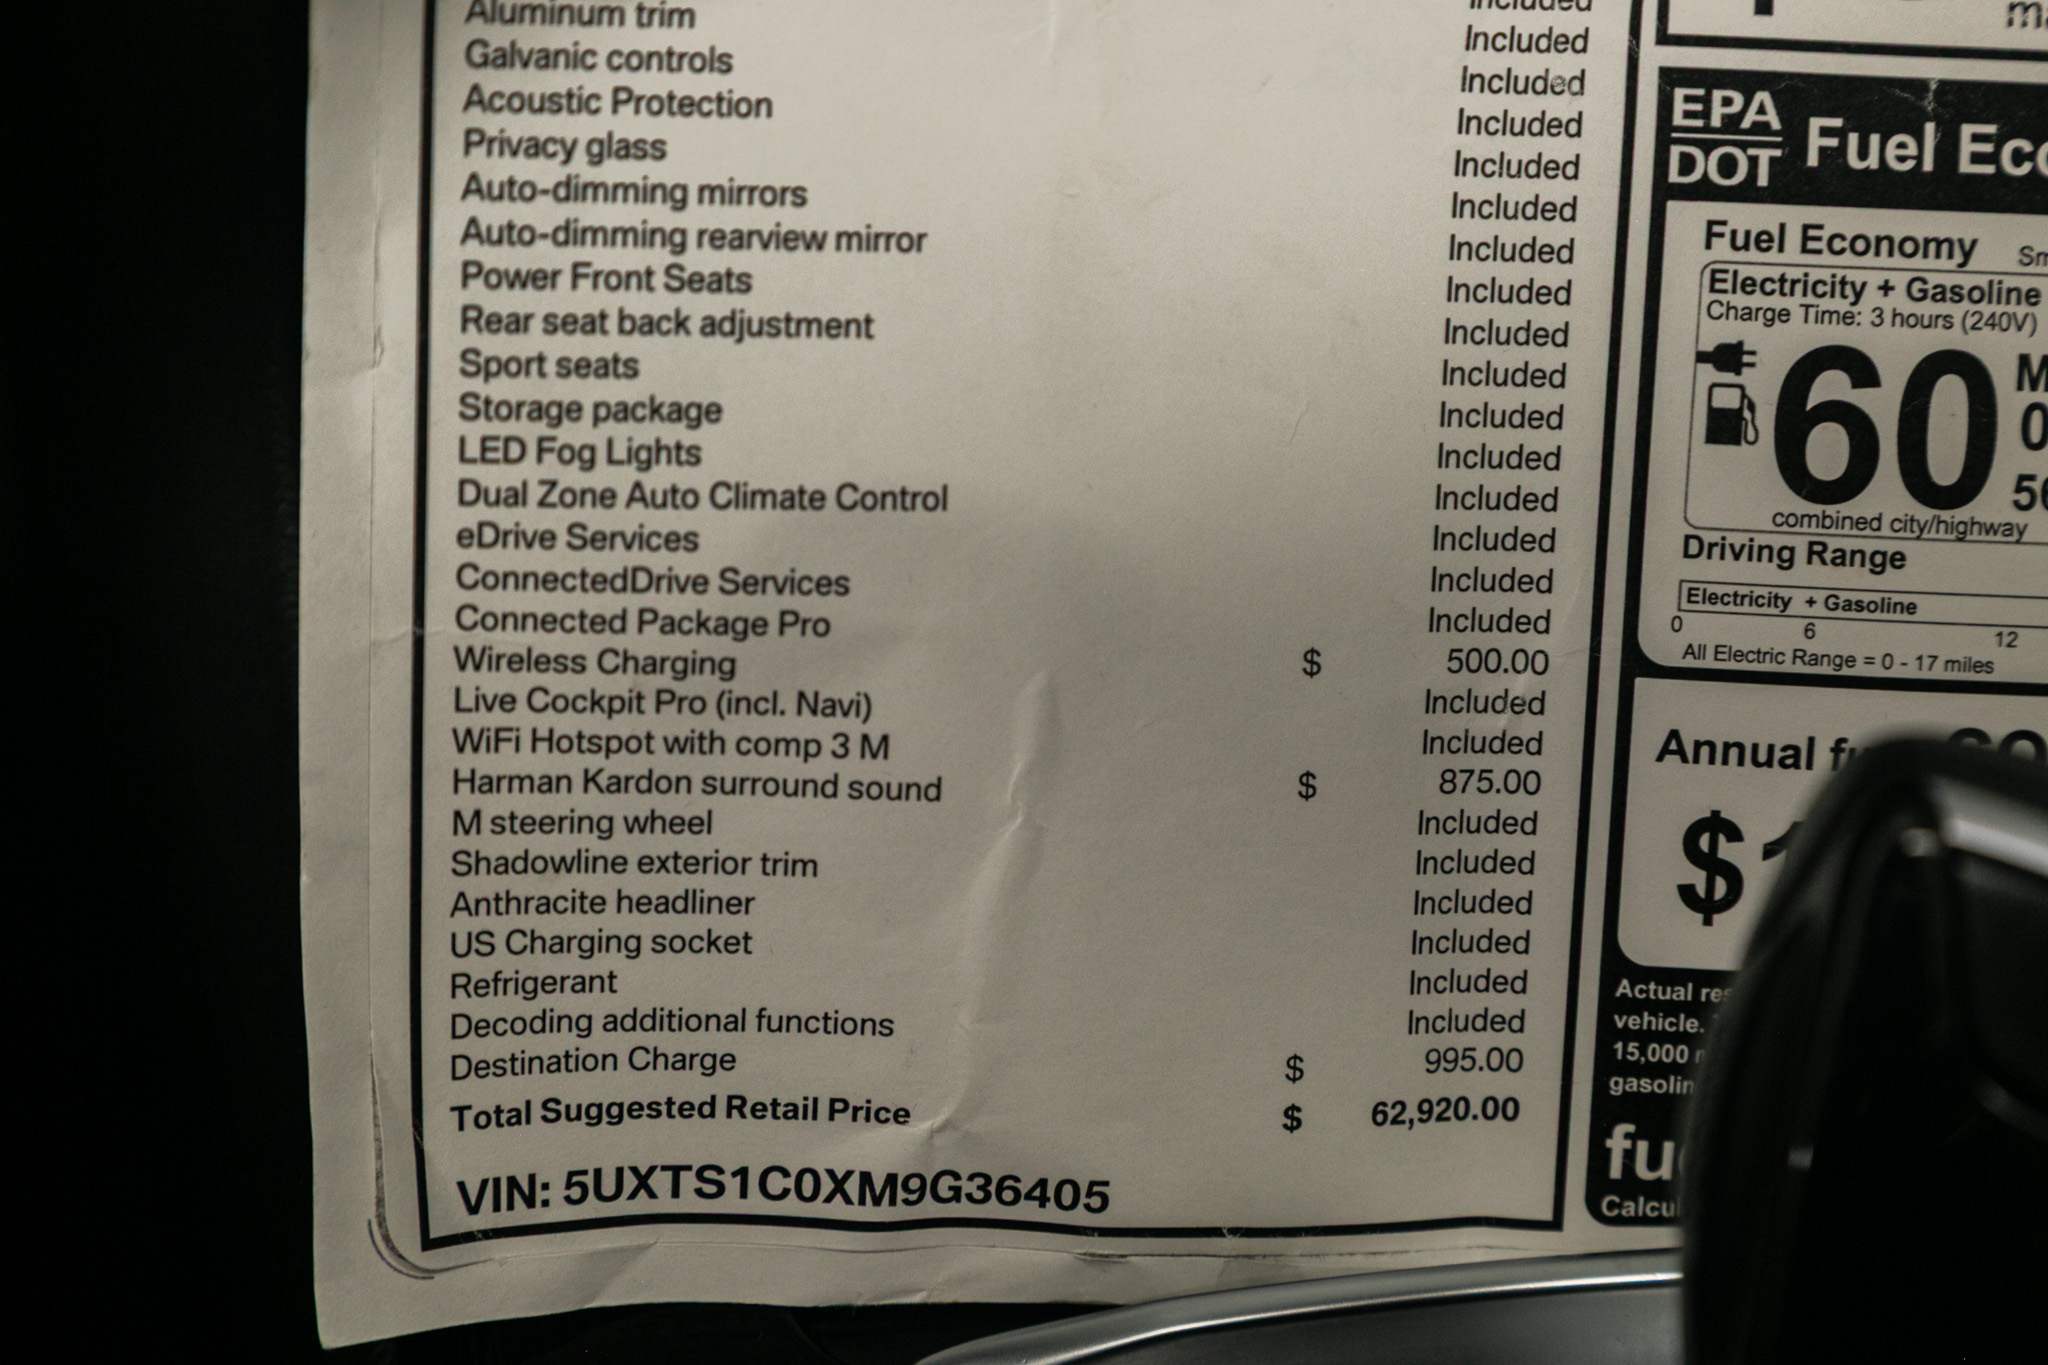 Aluminum trim Included
Galvanic controls Included
Acoustic Protection Included
Privacy glass Included
Auto-dimming mirrors Included
Auto-dimming rearview mirror Included
Power Front Seats Included
Rear seat back adjustment Included
Sport seats Included
Storage package Included
LED Fog Lights Included
Dual Zone Auto Climate Control Included
eDrive Services Included
ConnectedDrive Services Included
Connected Package Pro Included
Wireless Charging $ 500.00
Live Cockpit Pro (incl. Navi) Included
WiFi Hotspot with comp 3 M Included
Harman Kardon surround sound $ 875.00
M steering wheel Included
Shadowline exterior trim Included
Anthracite headliner Included
US Charging socket Included
Refrigerant Included
Decoding additional functions Included
Destination Charge $ 995.00
Total Suggested Retail Price $ 62,920.00
VIN: 5UXTS1C0XM9G36405
EPA
DOT
Fuel
Fuel Economy
Electricity + Gasoline
Charge Time: 3 hours (240V)
60
combined city/highway
Driving Range
Electricity + Gasoline
0 6 12
All Electric Range = 0 - 17 miles
Annual
$1
Actual
vehicle.
15,000